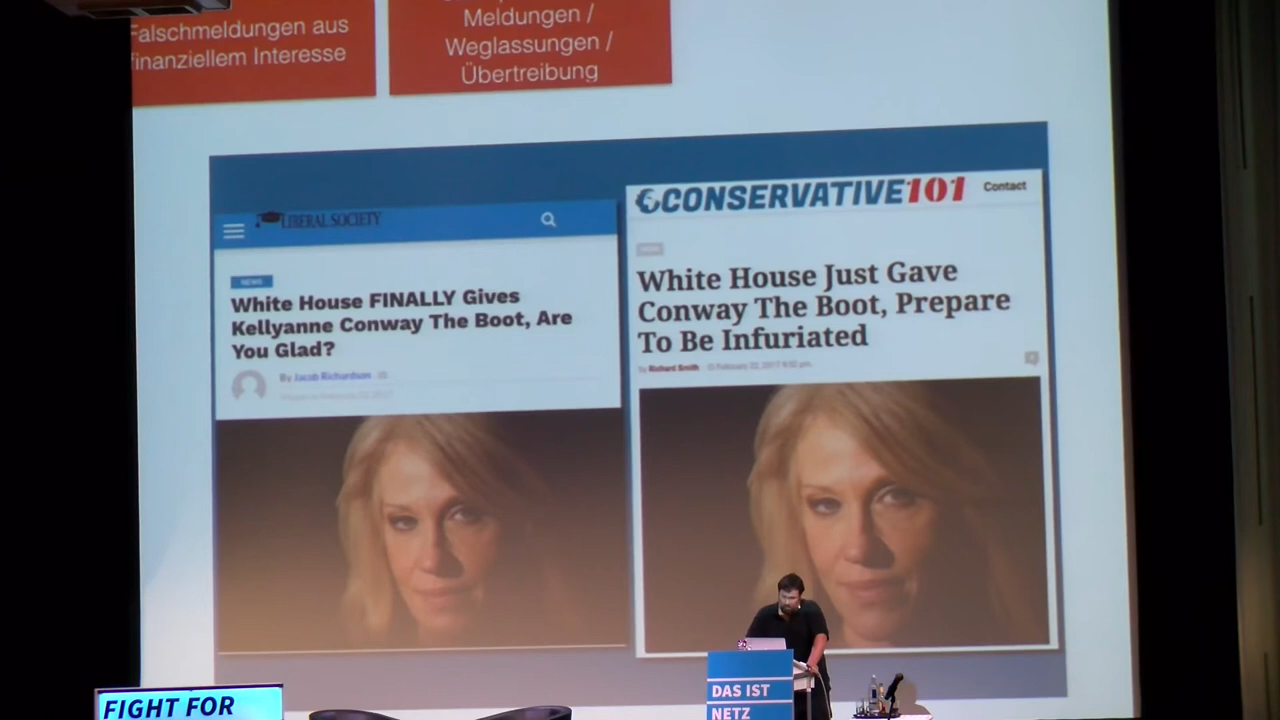 Falschmeldungen aus
finanziellem Interesse
Meldungen /
Weglassungen /
Übertreibung
LIBERAL SOCIETY
NEWS
White House FINALLY Gives
Kellyanne Conway The Boot, Are
You Glad?
By Jacob Richardson
CONSERVATIVE101
Contact
White House Just Gave
Conway The Boot, Prepare
To Be Infuriated
by Richard Smith
DAS IST
NETZ
FIGHT FOR